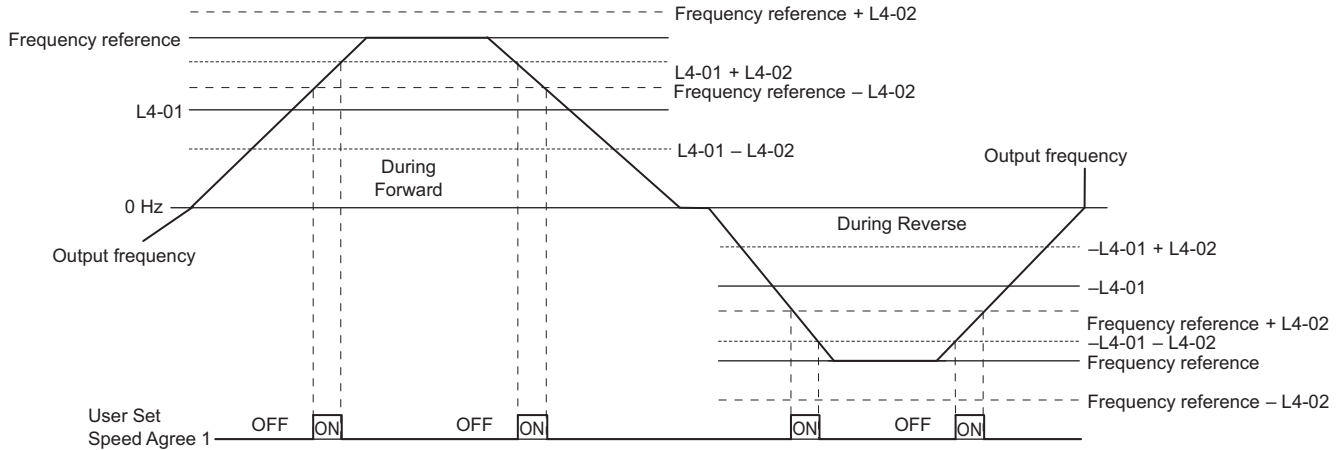 Frequency reference + L4-02
Frequency reference
L4-01 + L4-02
Frequency reference – L4-02
L4-01
L4-01 – L4-02
During
Forward
Output frequency
0 Hz
During Reverse
Output frequency
–L4-01 + L4-02
–L4-01
Frequency reference + L4-02
–L4-01 – L4-02
Frequency reference
Frequency reference – L4-02
User Set
Speed Agree 1
OFF
ON
OFF
ON
ON
OFF
ON